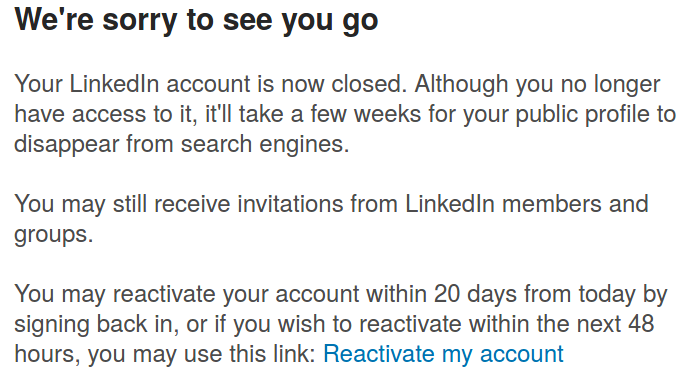 We're sorry to see you go
Your LinkedIn account is now closed. Although you no longer
have access to it, it'll take a few weeks for your public profile to
disappear from search engines.
You may still receive invitations from LinkedIn members and
groups.
You may reactivate your account within 20 days from today by
signing back in, or if you wish to reactivate within the next 48
hours, you may use this link: Reactivate my account